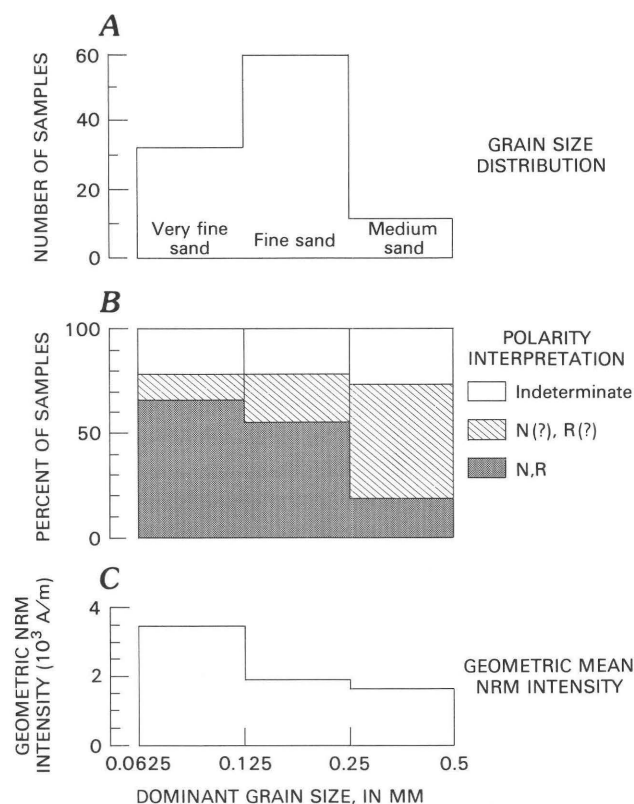 A
NUMBER OF SAMPLES
60
40
20
0
Very fine
sand
Fine sand
Medium
sand
GRAIN SIZE
DISTRIBUTION
B
PERCENT OF SAMPLES
100
50
0
POLARITY
INTERPRETATION
Indeterminate
N(?), R(?)
N,R
C
GEOMETRIC NRM
INTENSITY (10³ A/m)
4
2
0
GEOMETRIC MEAN
NRM INTENSITY
0.0625
0.125
0.25
0.5
DOMINANT GRAIN SIZE, IN MM